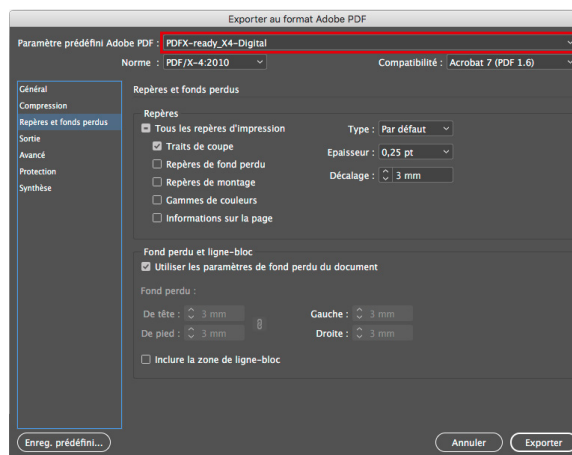 Exporter au format Adobe PDF
Paramètre prédéfini Adobe PDF : PDFX-ready_X4-Digital
Norme : PDF/X-4:2010 Compatibilité : Acrobat 7 (PDF 1.6)
Général
Compression
Repères et fonds perdus
Sortie
Avancé
Protection
Synthèse
Repères et fonds perdus
Repères
Tous les repères d'impression
Traits de coupe
Repères de fond perdu
Repères de montage
Gammes de couleurs
Informations sur la page
Type : Par défaut
Epaisseur : 0,25 pt
Décalage : 3 mm
Fond perdu et ligne-bloc
Utiliser les paramètres de fond perdu du document
Fond perdu :
De tête : 3 mm Gauche : 3 mm
De pied : 3 mm Droite : 3 mm
Inclure la zone de ligne-bloc
Enreg. prédéfini... Annuler Exporter